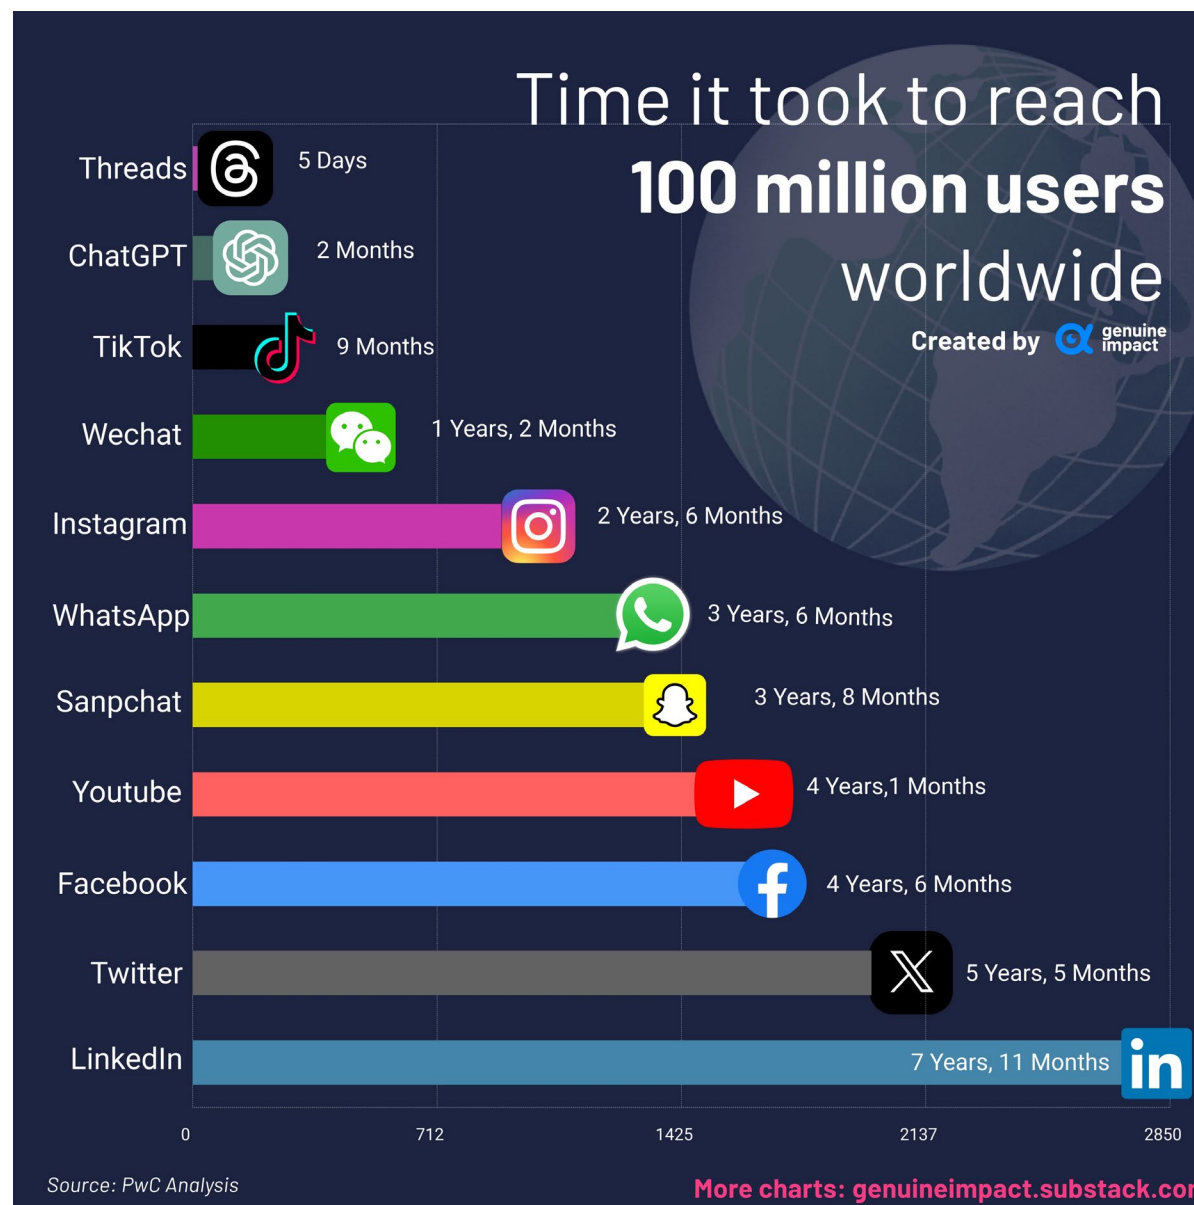 Time it took to reach
100 million users
worldwide
Created by genuine impact
Threads 5 Days
ChatGPT 2 Months
TikTok 9 Months
Wechat 1 Years, 2 Months
Instagram 2 Years, 6 Months
WhatsApp 3 Years, 6 Months
Sanpchat 3 Years, 8 Months
Youtube 4 Years,1 Months
Facebook 4 Years, 6 Months
Twitter 5 Years, 5 Months
LinkedIn 7 Years, 11 Months in
0 712 1425 2137 2850
Source: PwC Analysis
More charts: genuineimpact.substack.com